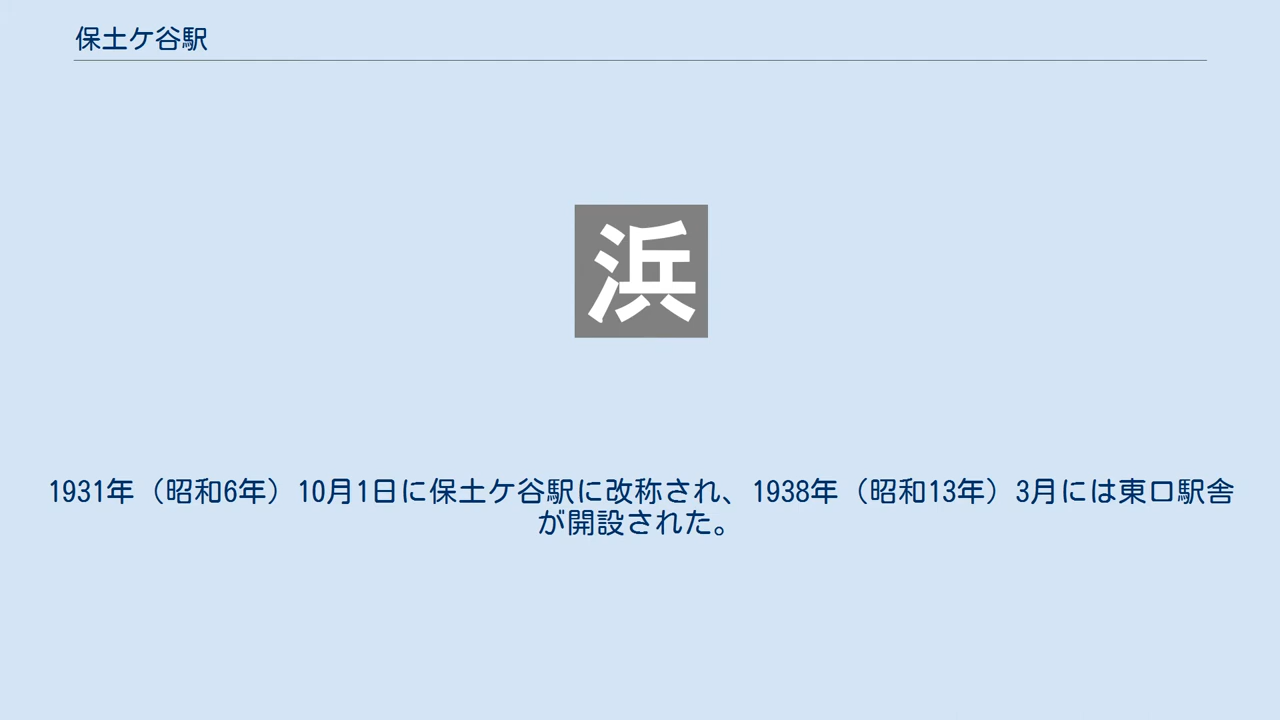 保土ケ谷駅
浜
1931年（昭和6年）10月1日に保土ケ谷駅に改称され、1938年（昭和13年）3月には東口駅舎
が開設された。